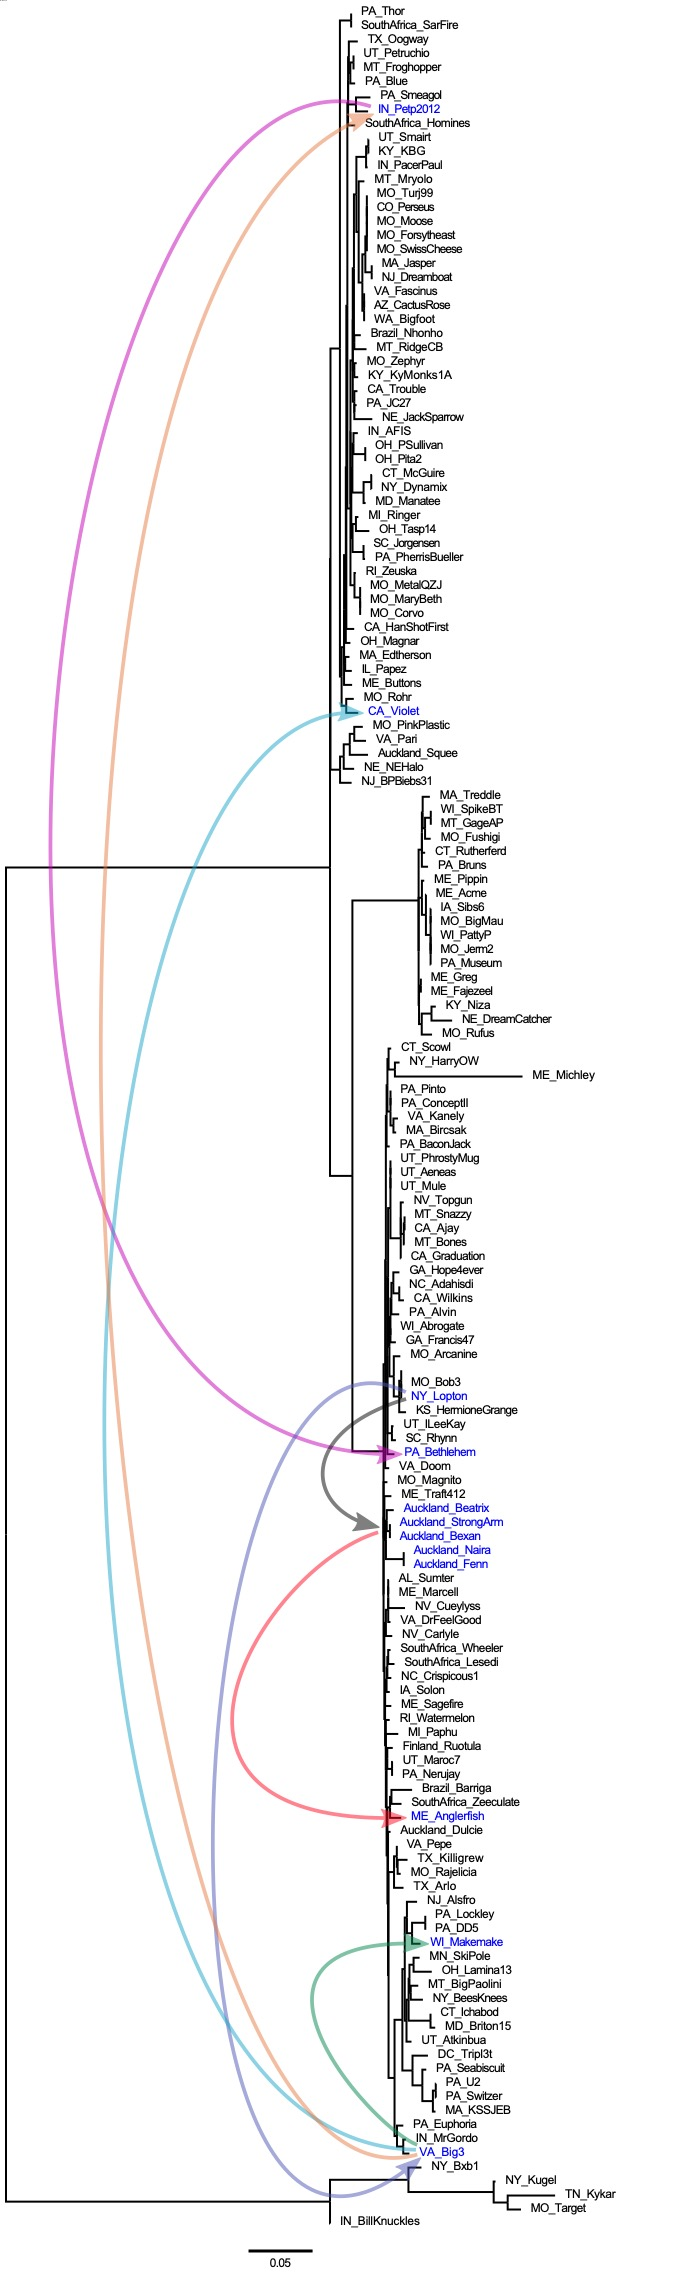 PA_Thor
SouthAfrica_SarFire
TX_Oogway
UT_Petruchio
MT_Froghopper
PA_Blue
PA_Smeagol
IN_Petp2012
SouthAfrica_Homines
UT_Smairt
KY_KBG
IN_PacerPaul
MT_Mryolo
MO_Turj99
CO_Perseus
MO_Moose
MO_Forsytheast
MO_SwissCheese
MA_Jasper
NJ_Dreamboat
VA_Fascinus
AZ_CactusRose
WA_Bigfoot
Brazil_Nhonho
MT_RidgeCB
MO_Zephyr
KY_KyMonks1A
CA_Trouble
PA_JC27
NE_JackSparrow
IN_AFIS
OH_PSullivan
OH_Pita2
CT_McGuire
NY_Dynamix
MD_Manatee
MI_Ringer
OH_Tasp14
SC_Jorgensen
PA_PherrisBueller
RI_Zeuska
MO_MetalQZJ
MO_MaryBeth
MO_Corvo
CA_HanShotFirst
OH_Magnar
MA_Edtherson
IL_Papez
ME_Buttons
MO_Rohr
CA_Violet
MO_PinkPlastic
VA_Pari
Auckland_Squee
NE_NEHalo
NJ_BPBiebs31
MA_Treddle
WI_SpikeBT
MT_GageAP
MO_Fushigi
CT_Rutherferd
PA_Bruns
ME_Pippin
ME_Acme
IA_Sibs6
MO_BigMau
WI_PattyP
MO_Jerm2
PA_Museum
ME_Greg
ME_Fajezeel
KY_Niza
NE_DreamCatcher
MO_Rufus
CT_Scowl
NY_HarryOW
ME_Michley
PA_Pinto
PA_ConceptII
VA_Kanely
MA_Bircsak
PA_BaconJack
UT_PhrostyMug
UT_Aeneas
UT_Mule
NV_Topgun
MT_Snazzy
CA_Ajay
MT_Bones
CA_Graduation
GA_Hope4ever
NC_Adahisdi
CA_Wilkins
PA_Alvin
WI_Abrogate
GA_Francis47
MO_Arcanine
MO_Bob3
NY_Lopton
KS_HermioneGrange
UT_ILeeKay
SC_Rhynn
PA_Bethlehem
VA_Doom
MO_Magnito
ME_Traft412
Auckland_Beatrix
Auckland_StrongArm
Auckland_Bexan
Auckland_Naira
Auckland_Fenn
AL_Sumter
ME_Marcell
NV_Cueylyss
VA_DrFeelGood
NV_Carlyle
SouthAfrica_Wheeler
SouthAfrica_Lesedi
NC_Crispicous1
IA_Solon
ME_Sagefire
RI_Watermelon
MI_Paphu
Finland_Ruotula
UT_Maroc7
PA_Nerujay
Brazil_Barriga
SouthAfrica_Zeeculate
ME_Anglerfish
Auckland_Dulcie
VA_Pepe
TX_Killigrew
MO_Rajelicia
TX_Arlo
NJ_Alsfro
PA_Lockley
PA_DD5
WI_Makemake
MN_SkiPole
OH_Lamina13
MT_BigPaolini
NY_BeesKnees
CT_Ichabod
MD_Briton15
UT_Atkinbua
DC_Tripl3t
PA_Seabiscuit
PA_U2
PA_Switzer
MA_KSSJEB
PA_Euphoria
IN_MrGordo
VA_Big3
NY_Bxb1
NY_Kugel
TN_Kykar
MO_Target
IN_BillKnuckles
0.05